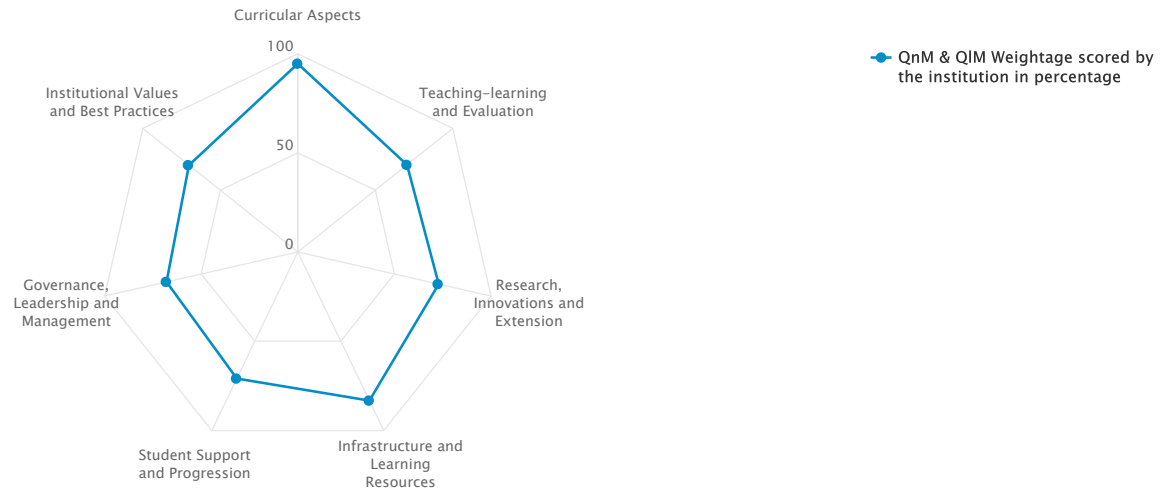 Curricular Aspects
100
50
0
Teaching-learning
and Evaluation
Research,
Innovations and
Extension
Infrastructure and
Learning
Resources
Student Support
and Progression
Governance,
Leadership and
Management
Institutional Values
and Best Practices
QnM & QlM Weightage scored by
the institution in percentage